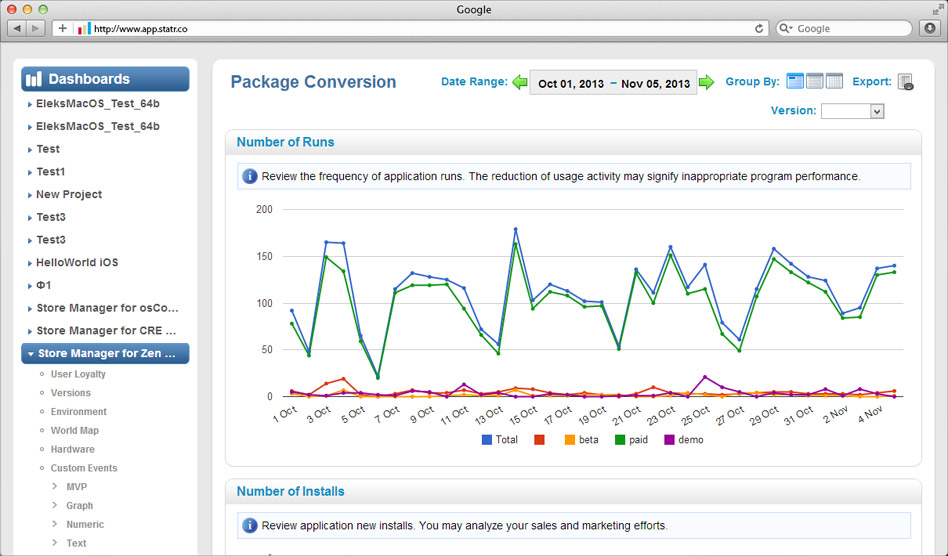 Google
http://www.app.statr.co
Google
Dashboards
EleksMacOS_Test_64b
EleksMacOS_Test_64b
Test
Test1
New Project
Test3
Test3
HelloWorld iOS
Ф1
Store Manager for osCo...
Store Manager for CRE ...
Store Manager for Zen ...
User Loyalty
Versions
Environment
World Map
Hardware
Custom Events
MVP
Graph
Numeric
Text
Package Conversion
Date Range:
Oct 01, 2013 – Nov 05, 2013
Group By:
Export:
Version:
Number of Runs
Review the frequency of application runs. The reduction of usage activity may signify inappropriate program performance.
200
150
100
50
0
1 Oct
3 Oct
5 Oct
7 Oct
9 Oct
11 Oct
13 Oct
15 Oct
17 Oct
19 Oct
21 Oct
23 Oct
25 Oct
27 Oct
29 Oct
31 Oct
2 Nov
4 Nov
Total
beta
paid
demo
Number of Installs
Review application new installs. You may analyze your sales and marketing efforts.